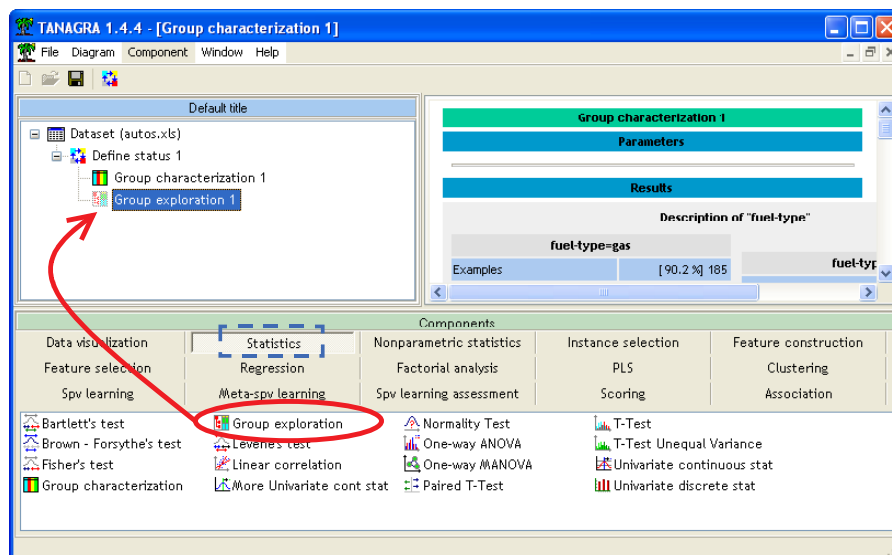 TANAGRA 1.4.4 - [Group characterization 1]
File Diagram Component Window Help
Default title
Dataset (autos.xls)
Define status 1
Group characterization 1
Group exploration 1
Group characterization 1
Parameters
Results
Description of "fuel-type"
fuel-type=gas
Examples [90.2 %] 185
fuel-typ
Components
Data visualization Statistics Nonparametric statistics Instance selection Feature construction
Feature selection Regression Factorial analysis PLS Clustering
Spv learning Meta-spv learning Spv learning assessment Scoring Association
Bartlett's test Group exploration Normality Test T-Test
Brown - Forsythe's test Levene's test One-way ANOVA T-Test Unequal Variance
Fisher's test Linear correlation One-way MANOVA Univariate continuous stat
Group characterization More Univariate cont stat Paired T-Test Univariate discrete stat